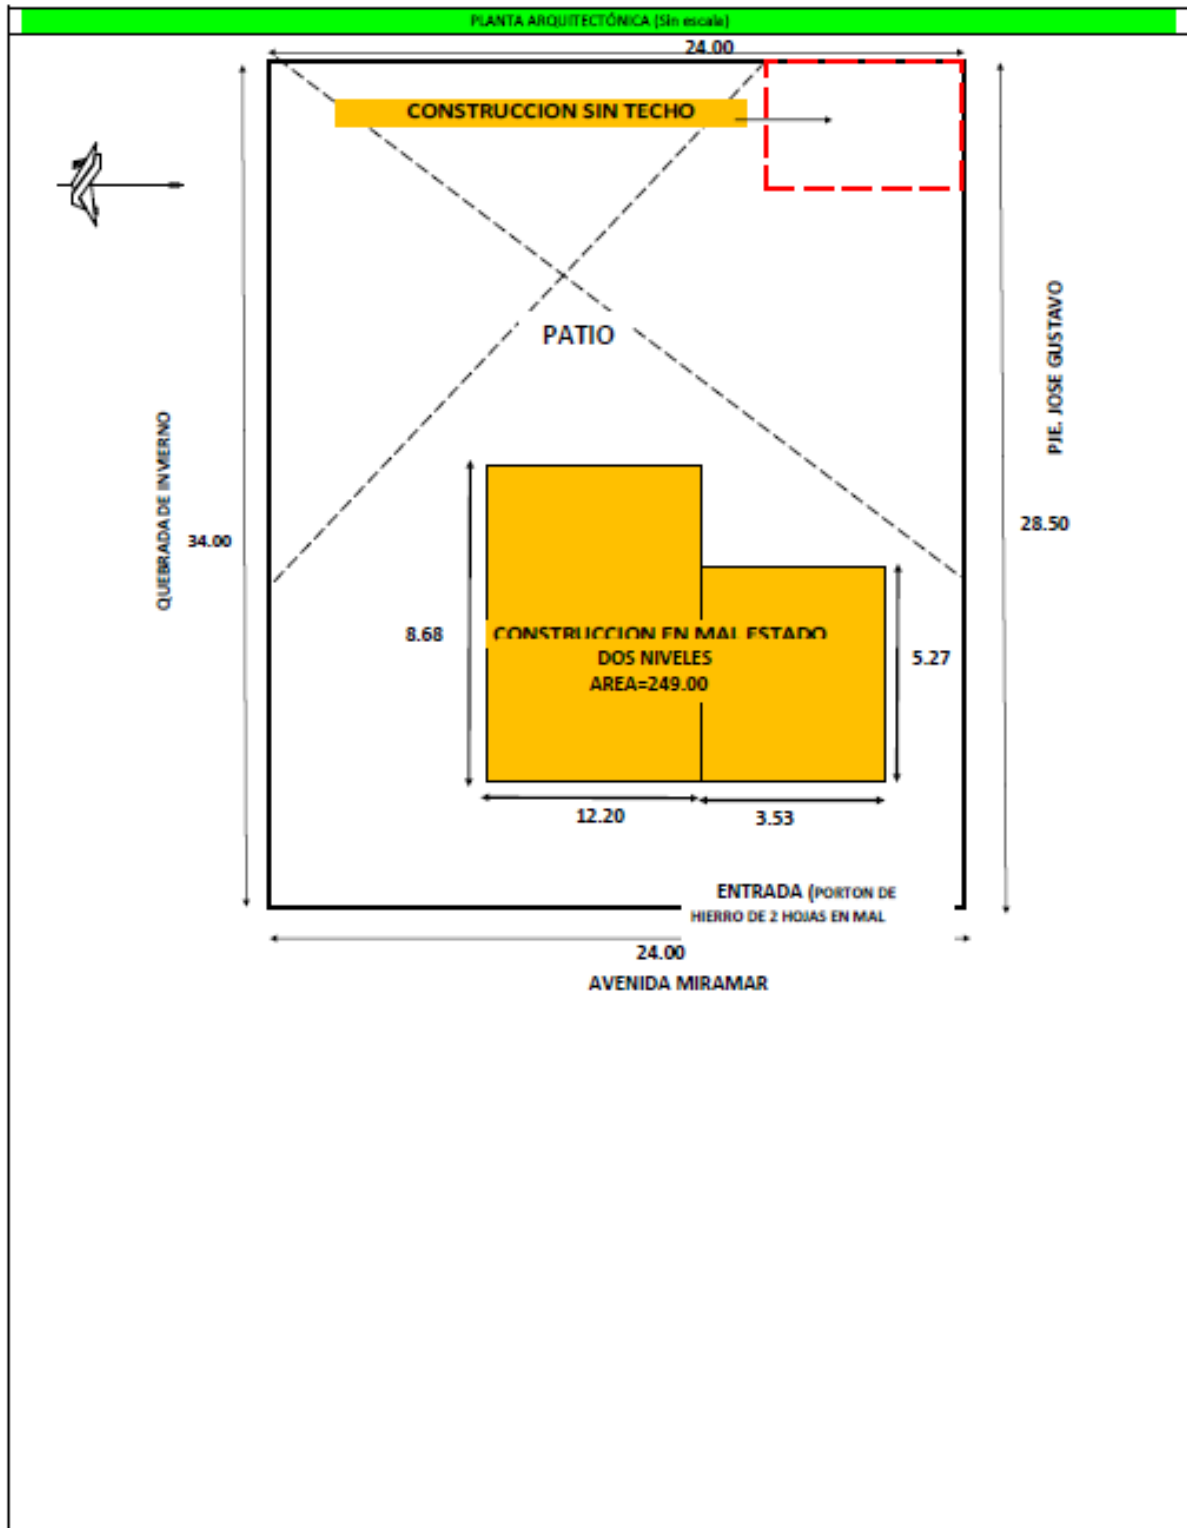 PLANTA ARQUITECTÓNICA (Sin escala)
24.00
CONSTRUCCION SIN TECHO
PATIO
QUEBRADA DE INVIERNO
34.00
PJE. JOSE GUSTAVO
28.50
8.68
CONSTRUCCION EN MAL ESTADO
DOS NIVELES
AREA=249.00
5.27
12.20
3.53
ENTRADA (PORTON DE
HIERRO DE 2 HOJAS EN MAL
24.00
AVENIDA MIRAMAR